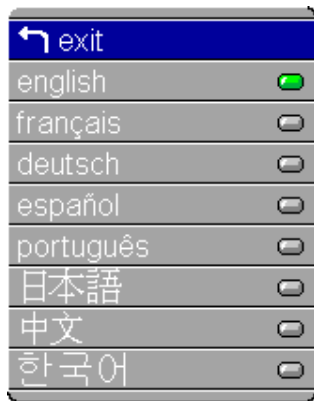 exit
english
français
deutsch
español
português
日本語
中文
한국어